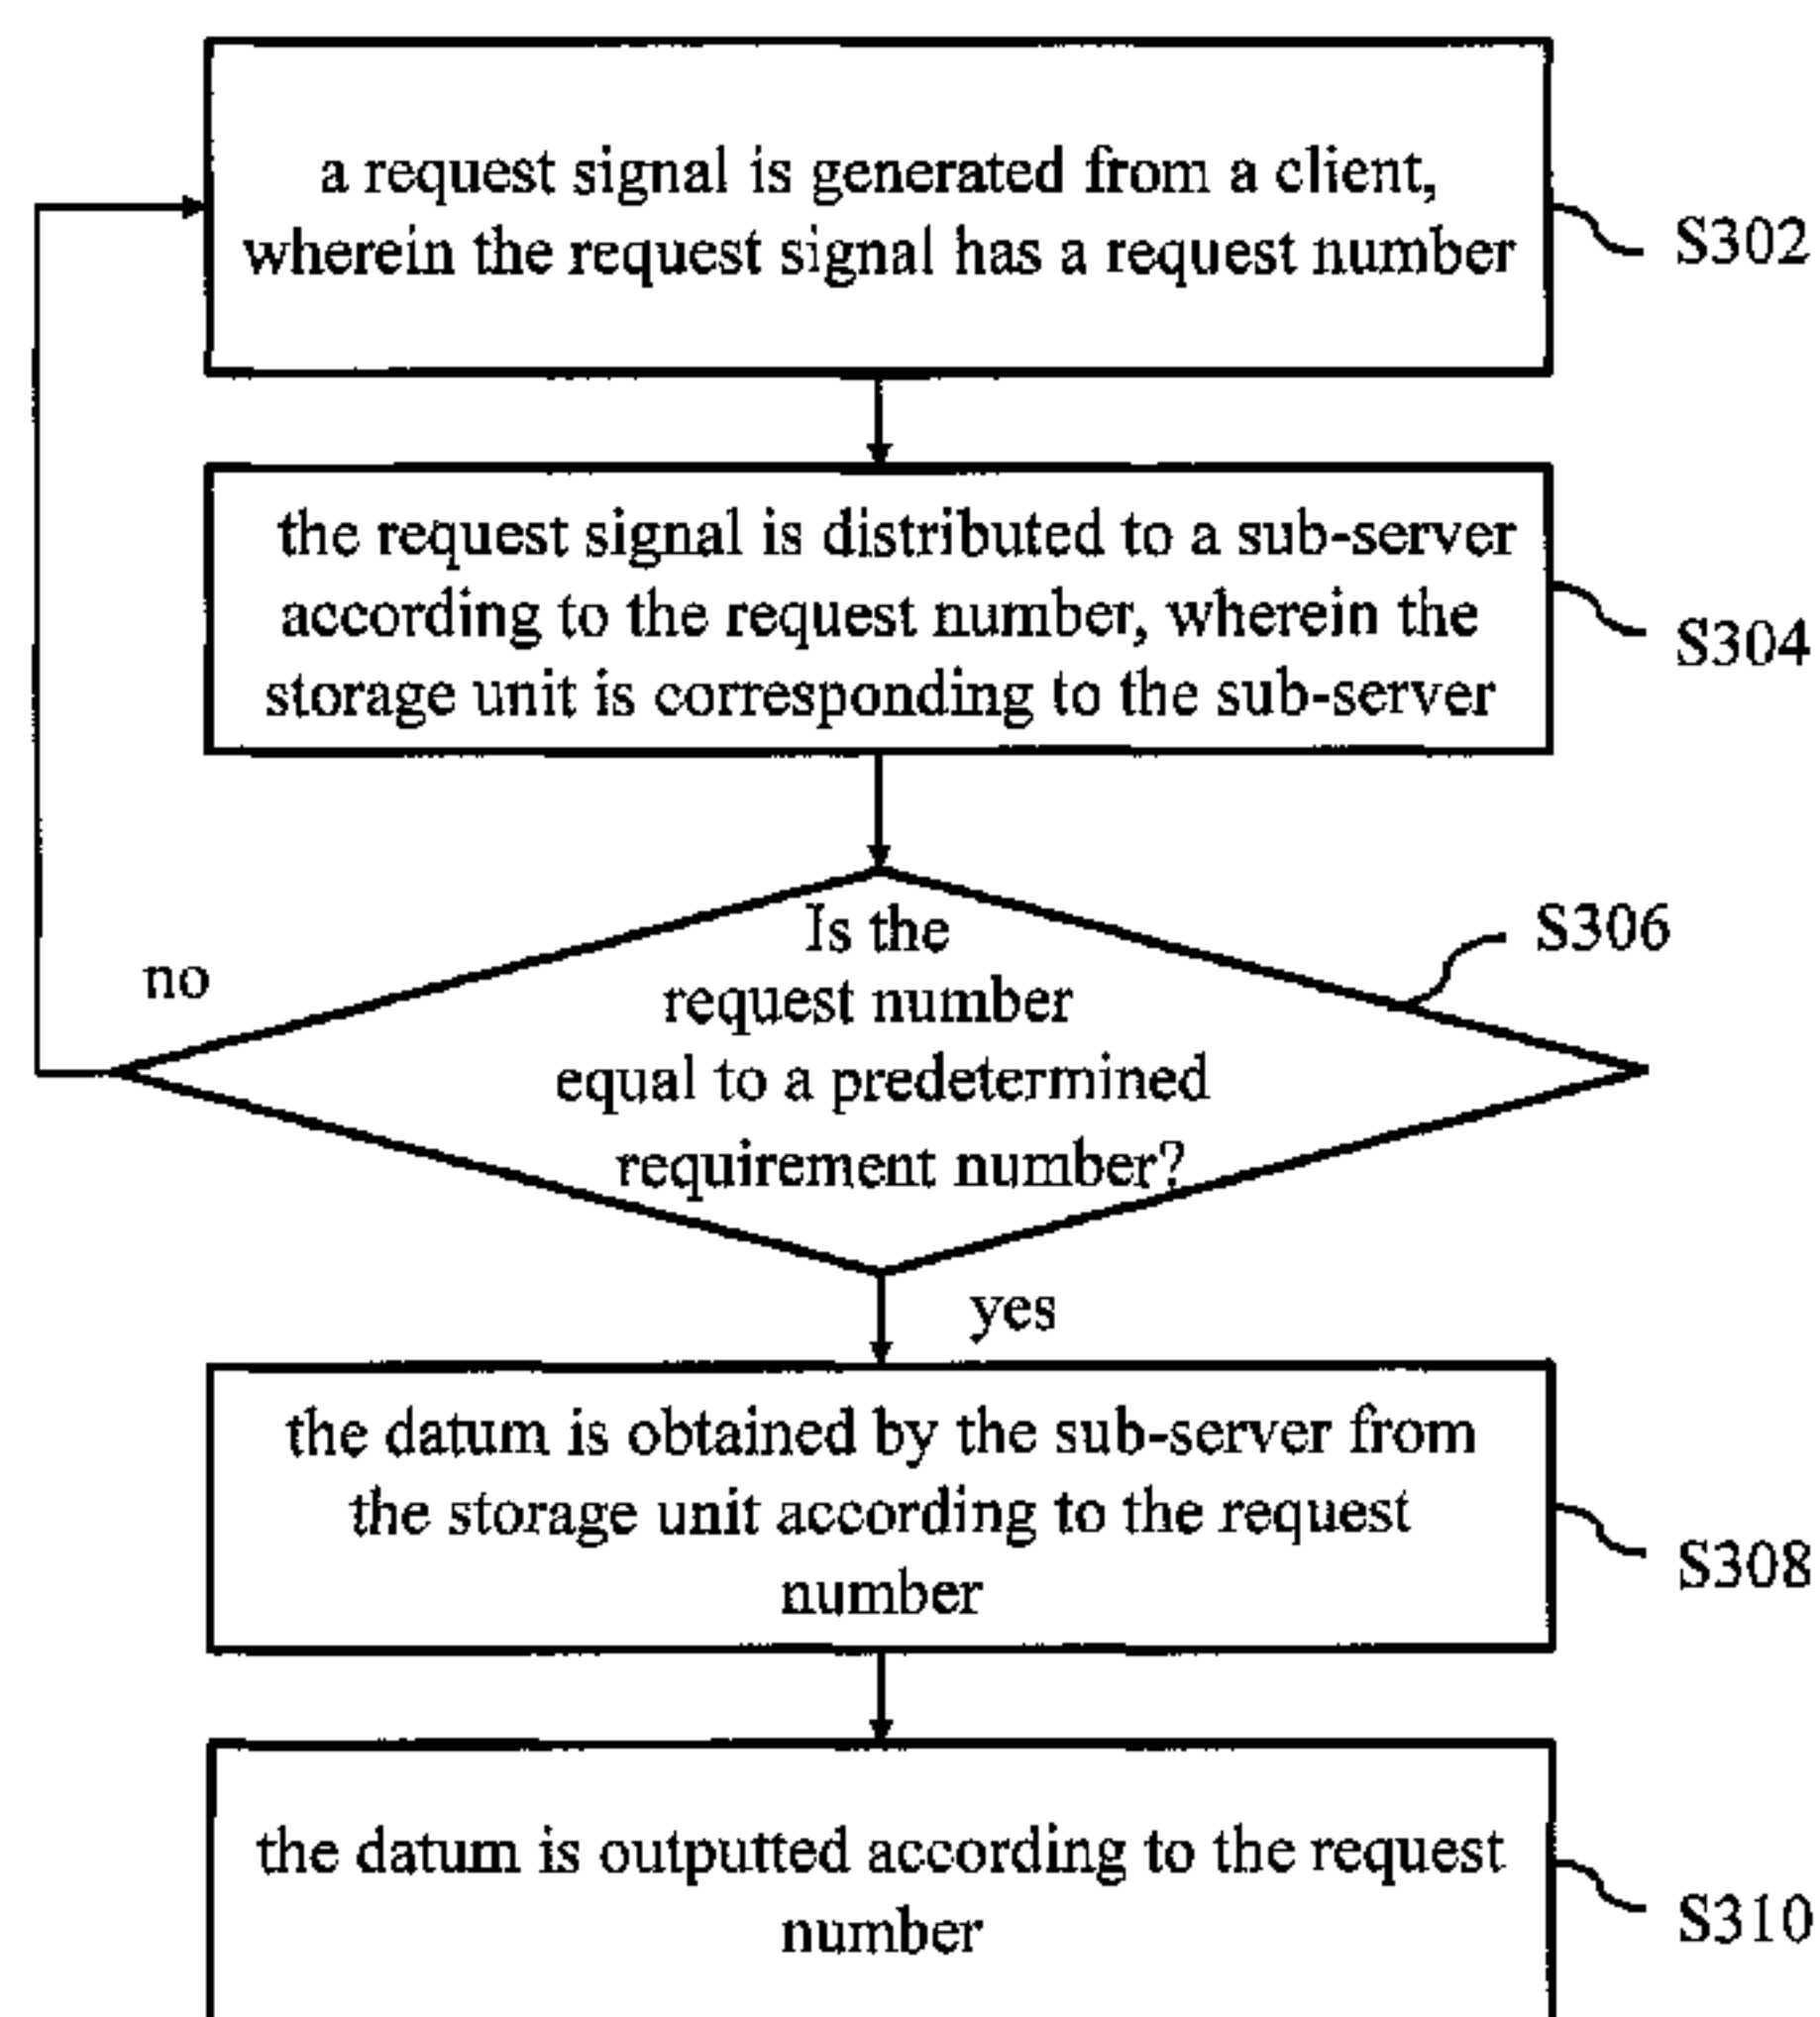 a request signal is generated from a client,
wherein the request signal has a request number
S302
the request signal is distributed to a sub-server
according to the request number, wherein the
storage unit is corresponding to the sub-server
S304
Is the
request number
equal to a predetermined
requirement number?
S306
no
yes
the datum is obtained by the sub-server from
the storage unit according to the request
number
S308
the datum is outputted according to the request
number
S310